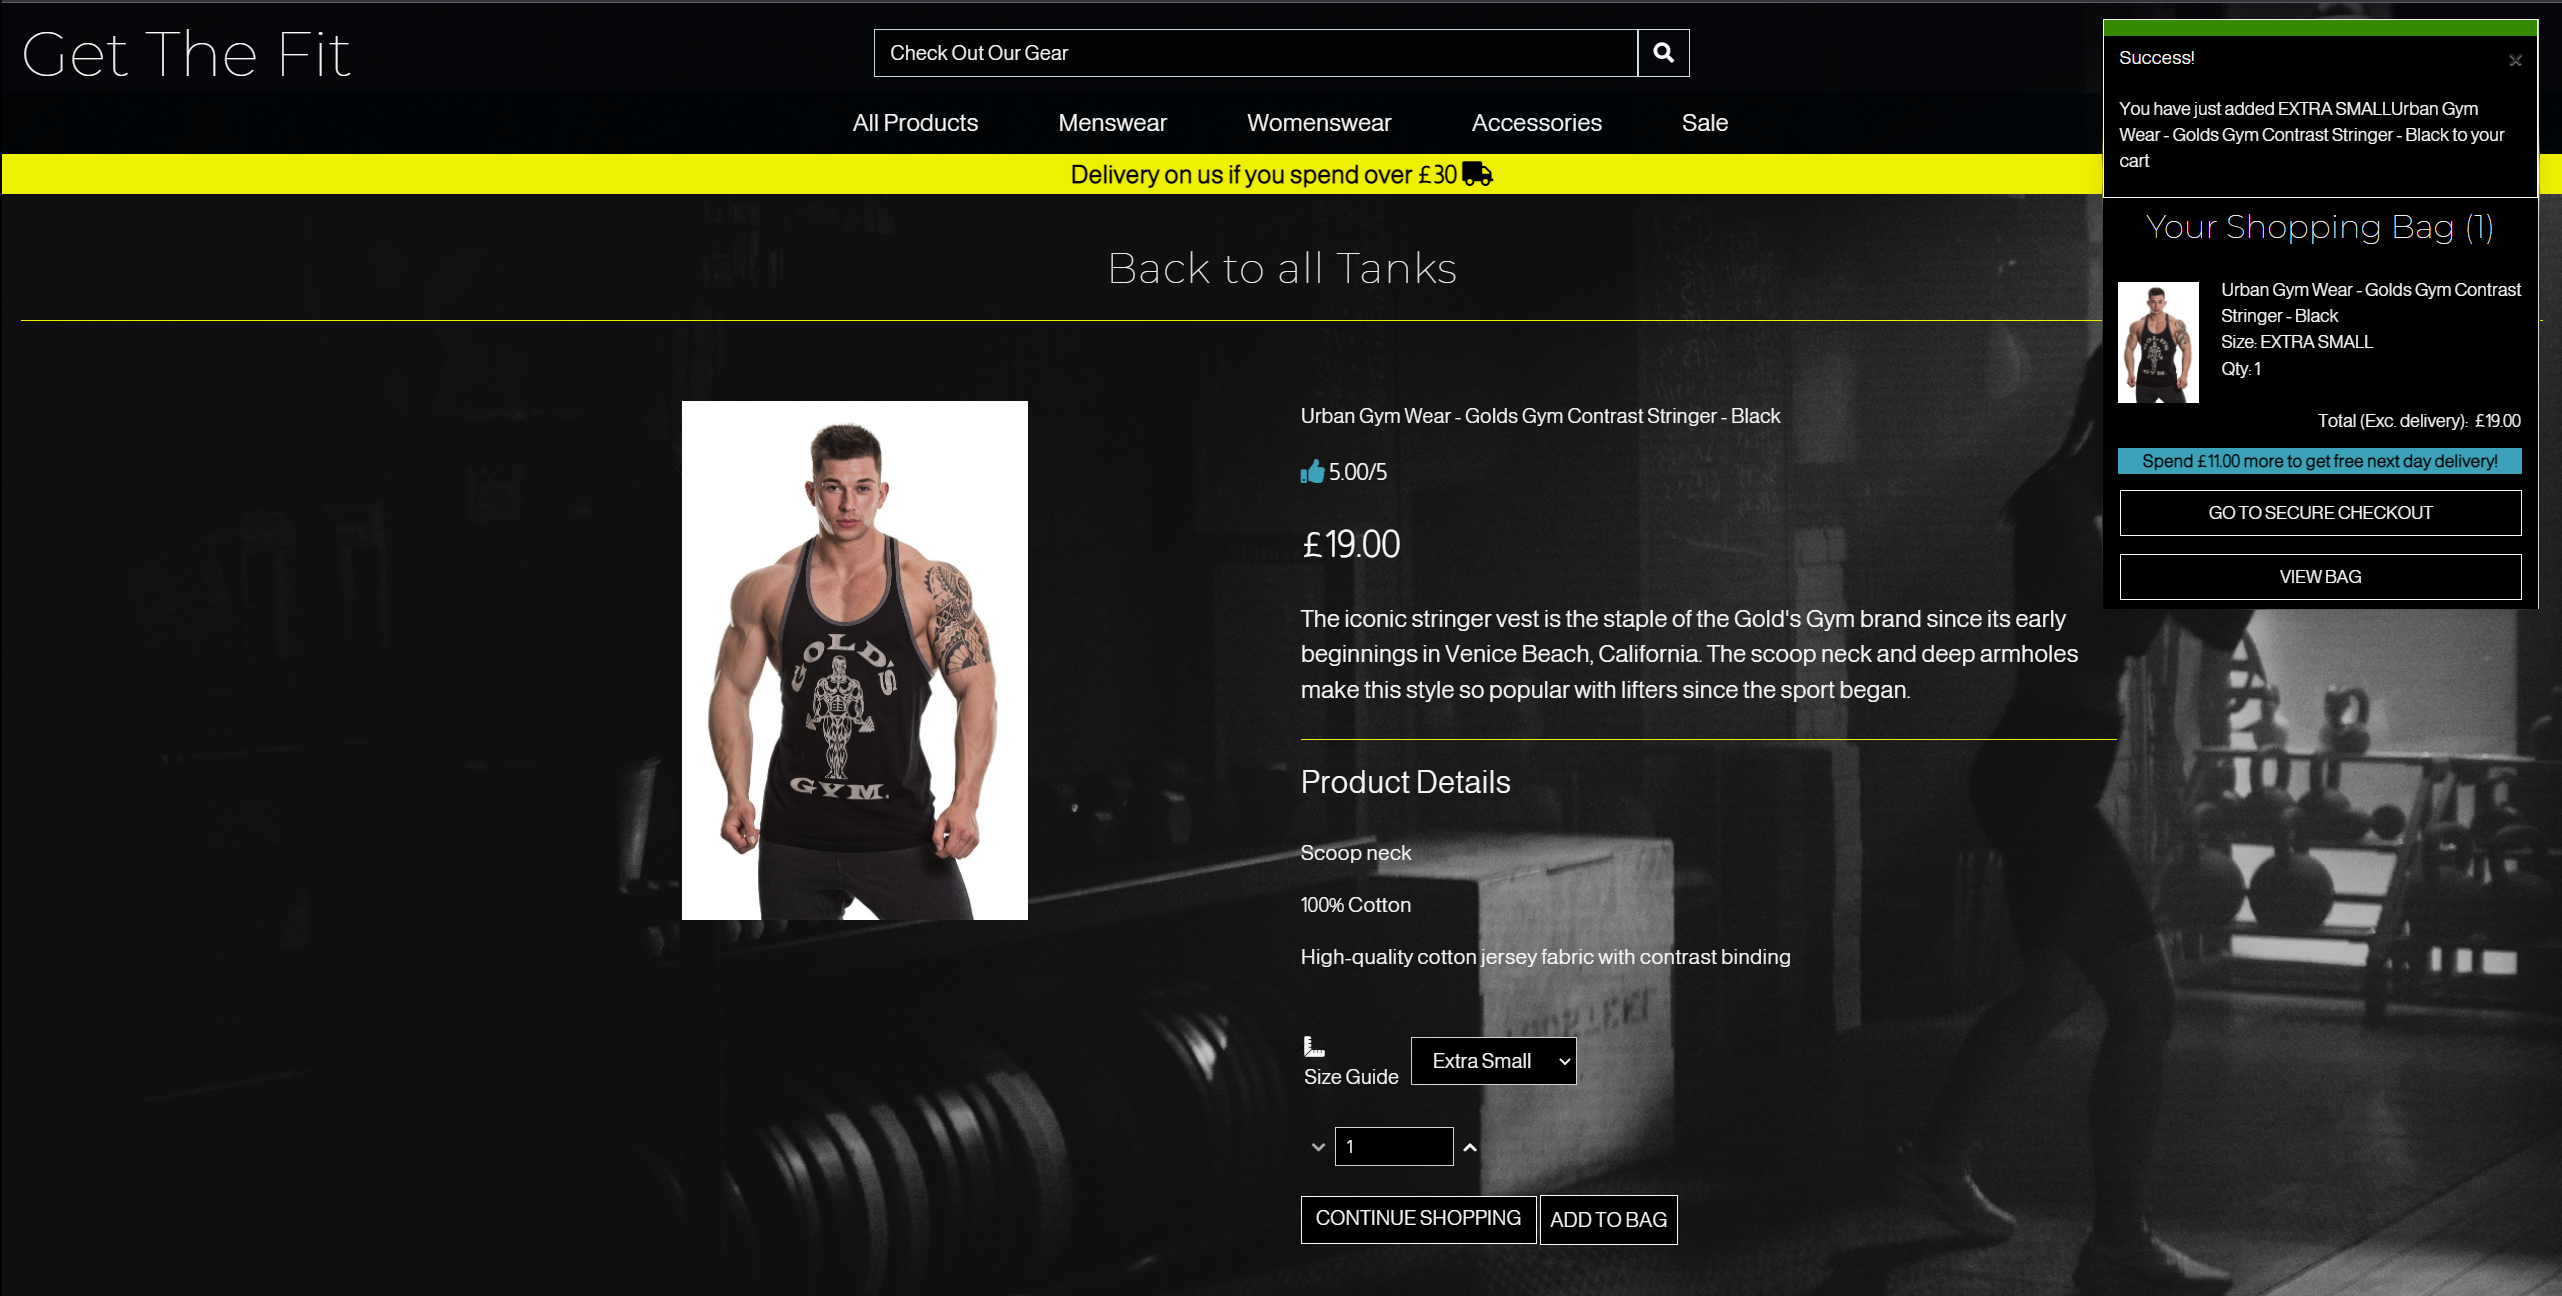 Get The Fit
Check Out Our Gear
All Products
Menswear
Womenswear
Accessories
Sale
Delivery on us if you spend over £30
Success!
×
You have just added EXTRA SMALLUrban Gym
Wear - Golds Gym Contrast Stringer - Black to your
cart
Your Shopping Bag (1)
Urban Gym Wear - Golds Gym Contrast
Stringer - Black
Size: EXTRA SMALL
Qty: 1
Total (Exc. delivery): £19.00
Spend £11.00 more to get free next day delivery!
GO TO SECURE CHECKOUT
VIEW BAG
Back to all Tanks
GOLD'S
GYM.
Urban Gym Wear - Golds Gym Contrast Stringer - Black
5.00/5
£19.00
The iconic stringer vest is the staple of the Gold's Gym brand since its early
beginnings in Venice Beach, California. The scoop neck and deep armholes
make this style so popular with lifters since the sport began.
Product Details
Scoop neck
100% Cotton
High-quality cotton jersey fabric with contrast binding
Size Guide
Extra Small
1
CONTINUE SHOPPING
ADD TO BAG